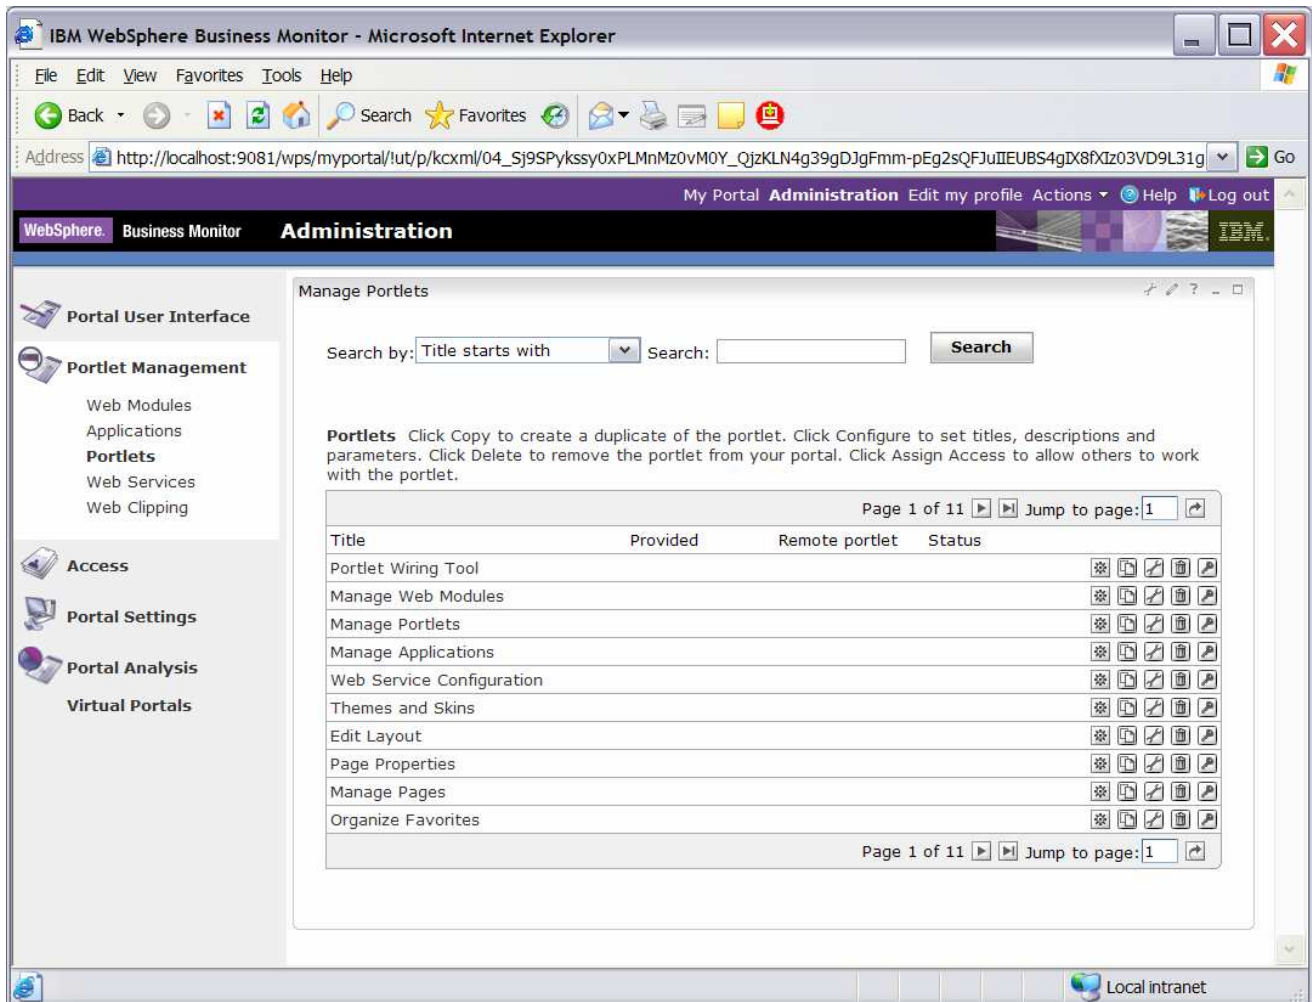 IBM WebSphere Business Monitor - Microsoft Internet Explorer
File Edit View Favorites Tools Help
Back Search Favorites
Address http://localhost:9081/wps/myportal/!ut/p/kcxml/04_Sj9SPykssy0xPLMnMz0vM0Y_QjzKLN4g39gDJgFmm-pEg2sQFJuIIEUBS4gIX8fXIz03VD9L31g Go
My Portal Administration Edit my profile Actions Help Log out
WebSphere. Business Monitor Administration IBM.
Manage Portlets
Portal User Interface
Portlet Management
Web Modules
Applications
Portlets
Web Services
Web Clipping
Access
Portal Settings
Portal Analysis
Virtual Portals
Search by: Title starts with Search: Search
Portlets Click Copy to create a duplicate of the portlet. Click Configure to set titles, descriptions and
parameters. Click Delete to remove the portlet from your portal. Click Assign Access to allow others to work
with the portlet.
Page 1 of 11 Jump to page: 1
Title Provided Remote portlet Status
Portlet Wiring Tool
Manage Web Modules
Manage Portlets
Manage Applications
Web Service Configuration
Themes and Skins
Edit Layout
Page Properties
Manage Pages
Organize Favorites
Page 1 of 11 Jump to page: 1
Local intranet